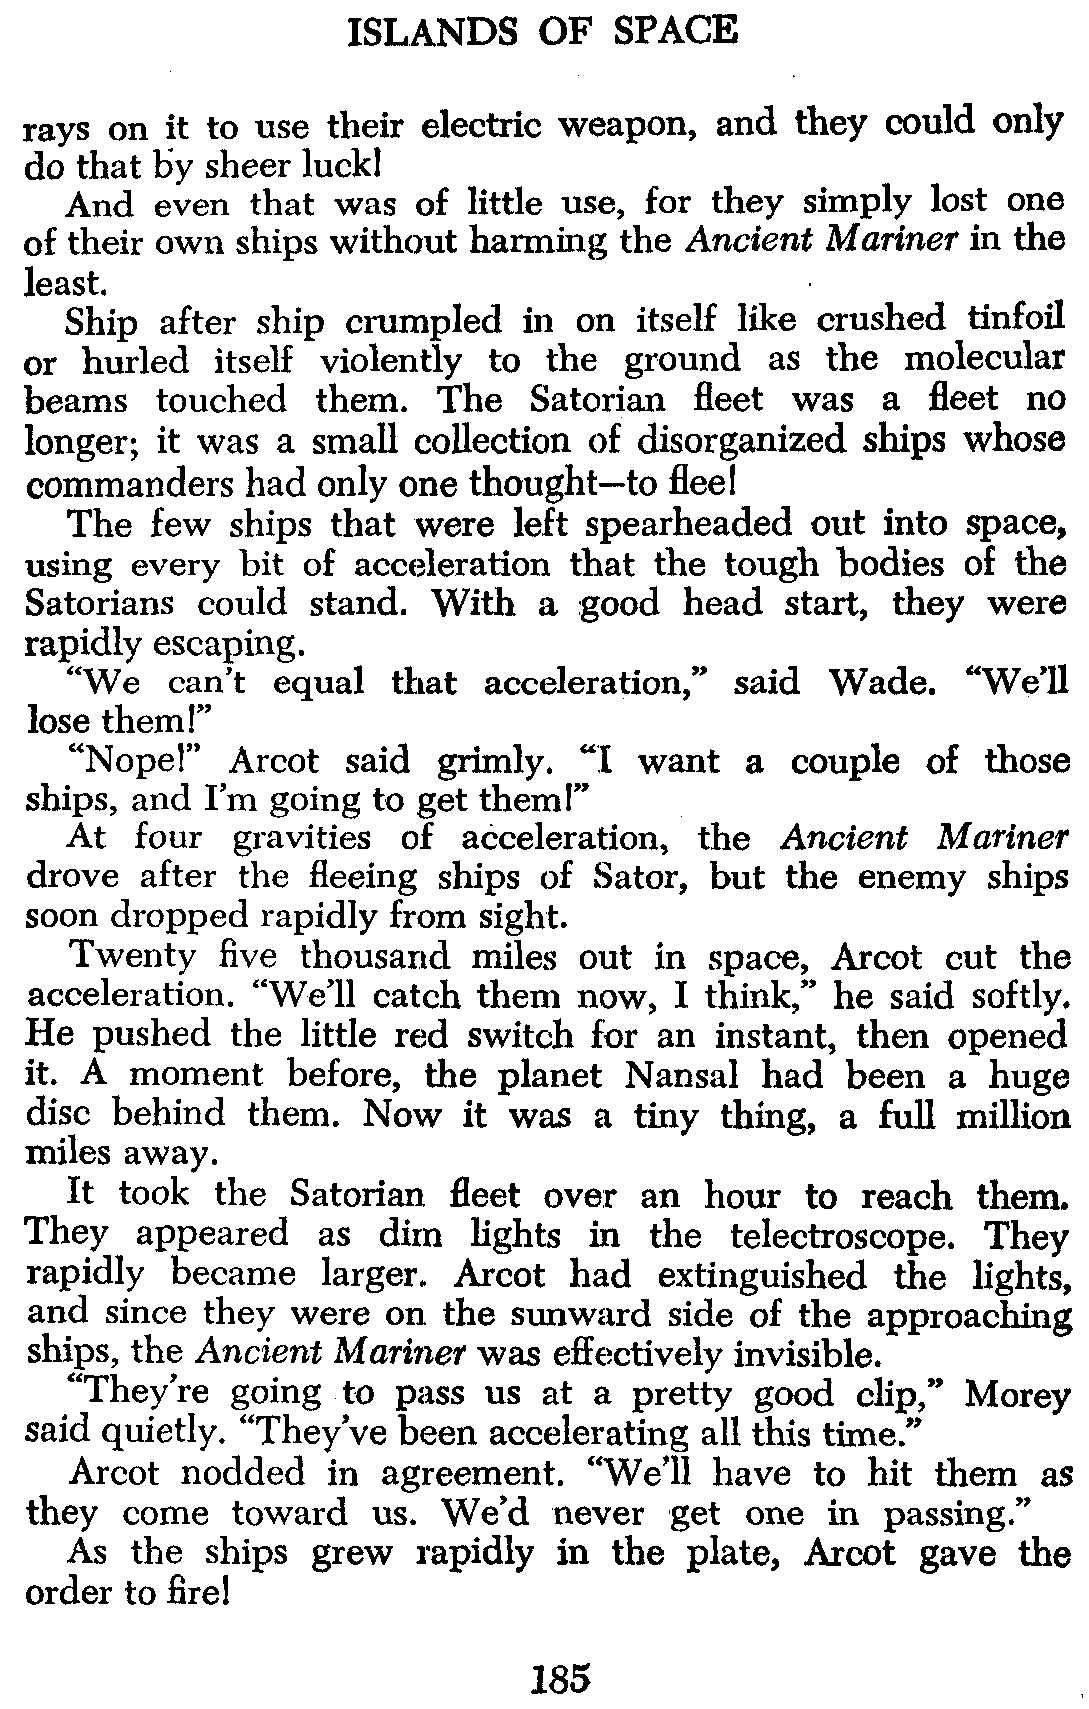 ISLANDS OF SPACE
rays on it to use their electric weapon, and they could only
do that by sheer luck!
And even that was of little use, for they simply lost one
of their own ships without harming the Ancient Mariner in the
least.
Ship after ship crumpled in on itself like crushed tinfoil
or hurled itself violently to the ground as the molecular
beams touched them. The Satorian fleet was a fleet no
longer; it was a small collection of disorganized ships whose
commanders had only one thought—to flee!
The few ships that were left spearheaded out into space,
using every bit of acceleration that the tough bodies of the
Satorians could stand. With a good head start, they were
rapidly escaping.
“We can’t equal that acceleration,” said Wade. “We’ll
lose them!”
“Nope!” Arcot said grimly. “I want a couple of those
ships, and I’m going to get them!”
At four gravities of acceleration, the Ancient Mariner
drove after the fleeing ships of Sator, but the enemy ships
soon dropped rapidly from sight.
Twenty five thousand miles out in space, Arcot cut the
acceleration. “We’ll catch them now, I think,” he said softly.
He pushed the little red switch for an instant, then opened
it. A moment before, the planet Nansal had been a huge
disc behind them. Now it was a tiny thing, a full million
miles away.
It took the Satorian fleet over an hour to reach them.
They appeared as dim lights in the telectroscope. They
rapidly became larger. Arcot had extinguished the lights,
and since they were on the sunward side of the approaching
ships, the Ancient Mariner was effectively invisible.
“They’re going to pass us at a pretty good clip,” Morey
said quietly. “They’ve been accelerating all this time.”
Arcot nodded in agreement. “We’ll have to hit them as
they come toward us. We’d never get one in passing.”
As the ships grew rapidly in the plate, Arcot gave the
order to fire!
185